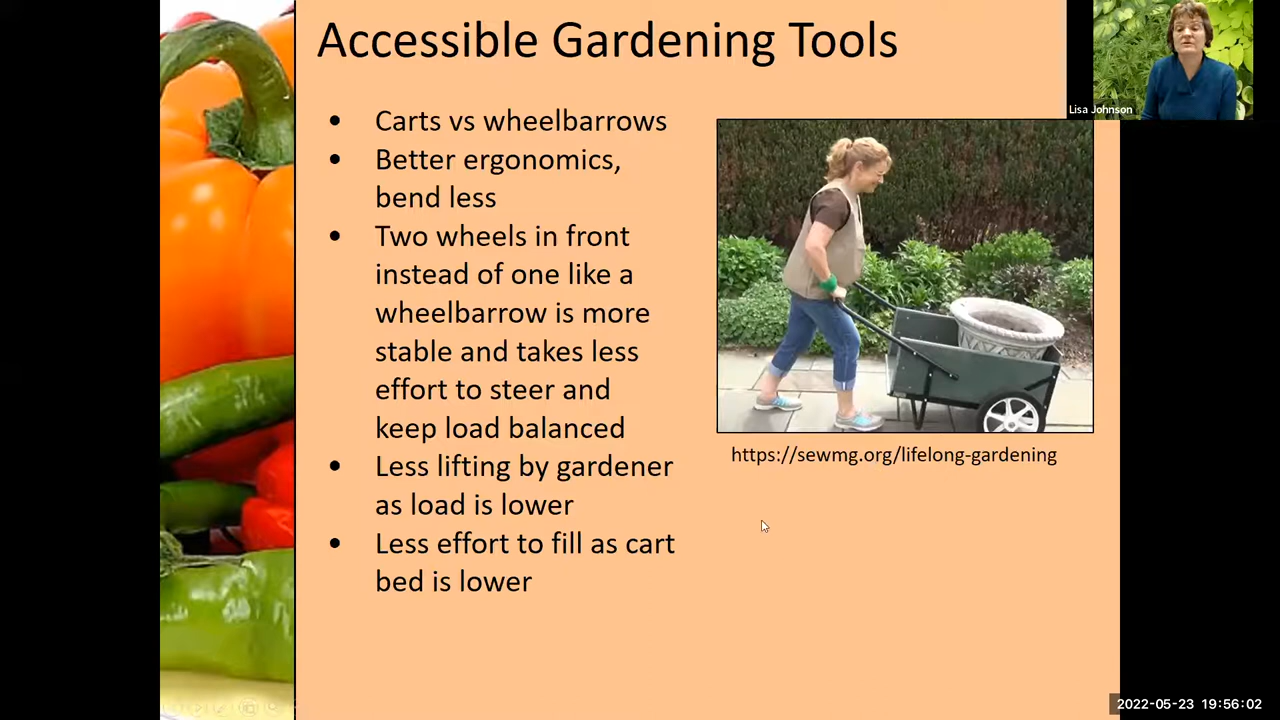 Accessible Gardening Tools
Lisa Johnson
• Carts vs wheelbarrows
• Better ergonomics,
bend less
• Two wheels in front
instead of one like a
wheelbarrow is more
stable and takes less
effort to steer and
keep load balanced
• Less lifting by gardener
as load is lower
• Less effort to fill as cart
bed is lower
https://sewmg.org/lifelong-gardening
2022-05-23 19:56:02